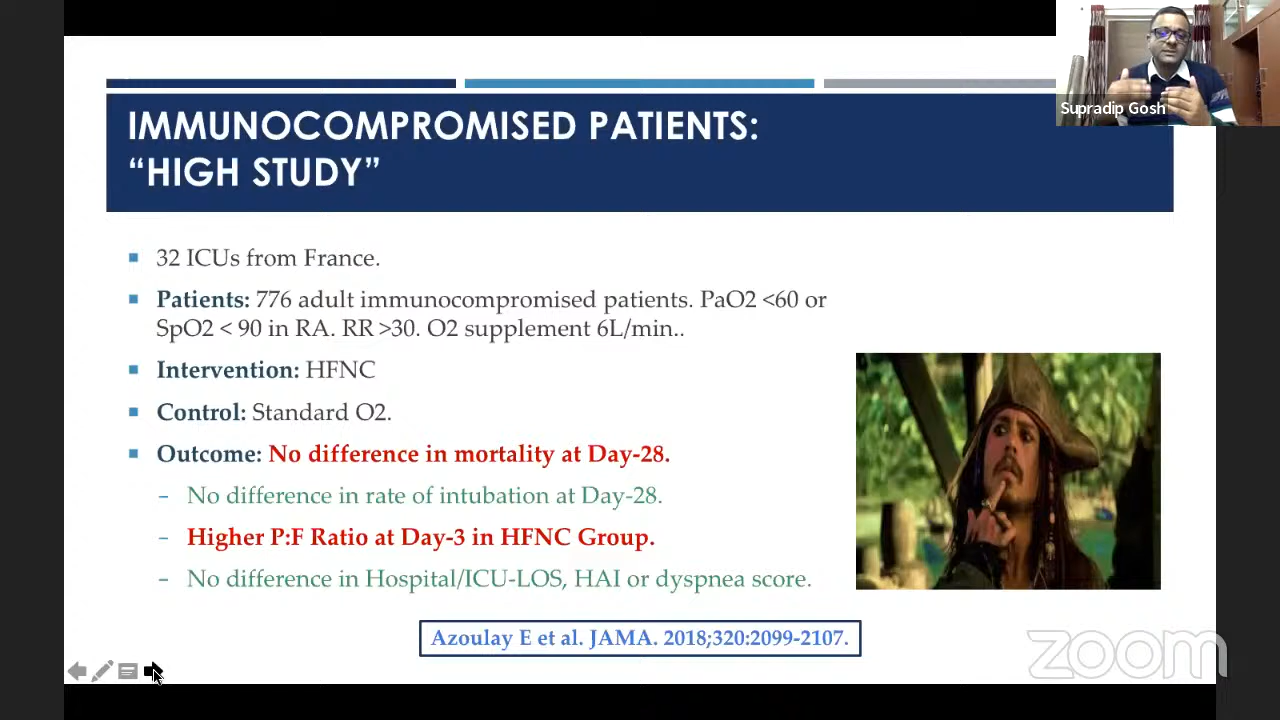 Supradip Gosh
IMMUNOCOMPROMISED PATIENTS:
“HIGH STUDY”
▪ 32 ICUs from France.
▪ Patients: 776 adult immunocompromised patients. PaO2 <60 or
SpO2 < 90 in RA. RR >30. O2 supplement 6L/min..
▪ Intervention: HFNC
▪ Control: Standard O2.
▪ Outcome: No difference in mortality at Day-28.
– No difference in rate of intubation at Day-28.
– Higher P:F Ratio at Day-3 in HFNC Group.
– No difference in Hospital/ICU-LOS, HAI or dyspnea score.
Azoulay E et al. JAMA. 2018;320:2099-2107.
zoom